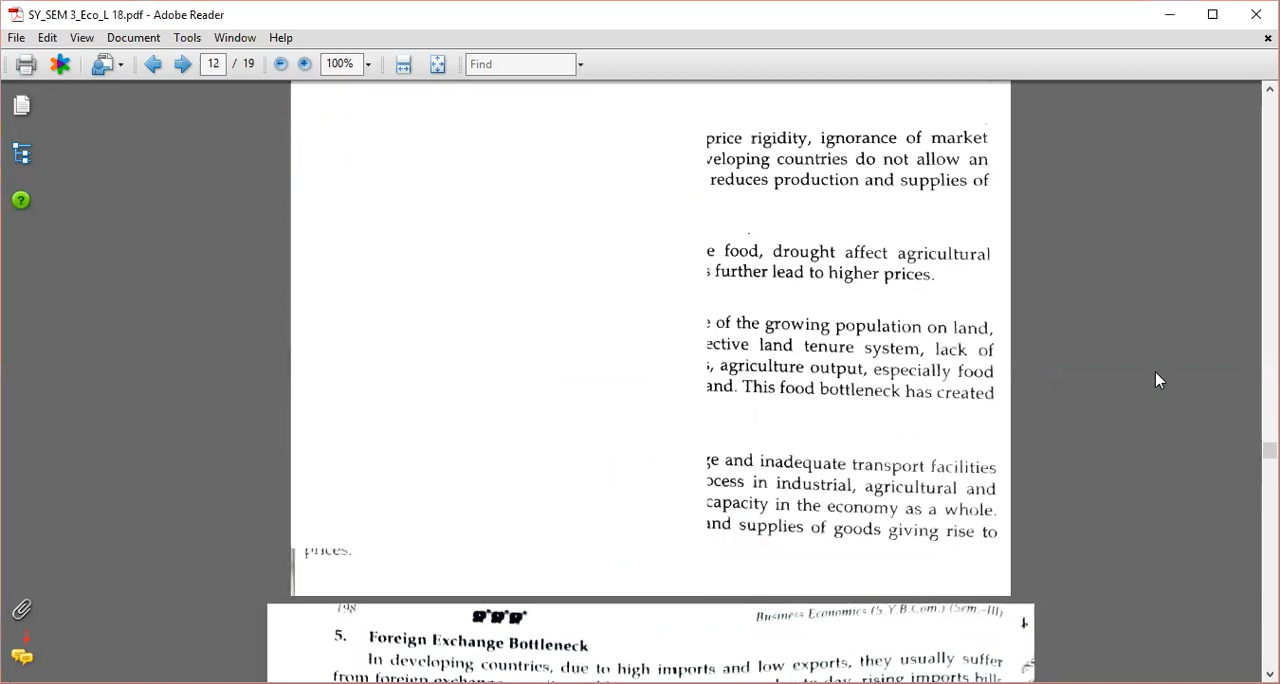 SY_SEM 3_Eco_L 18.pdf - Adobe Reader
File Edit View Document Tools Window Help
12 / 19 100% Find
price rigidity, ignorance of market
veloping countries do not allow an
reduces production and supplies of
e food, drought affect agricultural
s further lead to higher prices.
e of the growing population on land,
ective land tenure system, lack of
s, agriculture output, especially food
and. This food bottleneck has created
ge and inadequate transport facilities
ocess in industrial, agricultural and
capacity in the economy as a whole.
and supplies of goods giving rise to
prices.
198 Business Economics (S.Y.B.Com.) (Sem.-III)
5. Foreign Exchange Bottleneck
In developing countries, due to high imports and low exports, they usually suffer
from foreign exchange rising imports bills